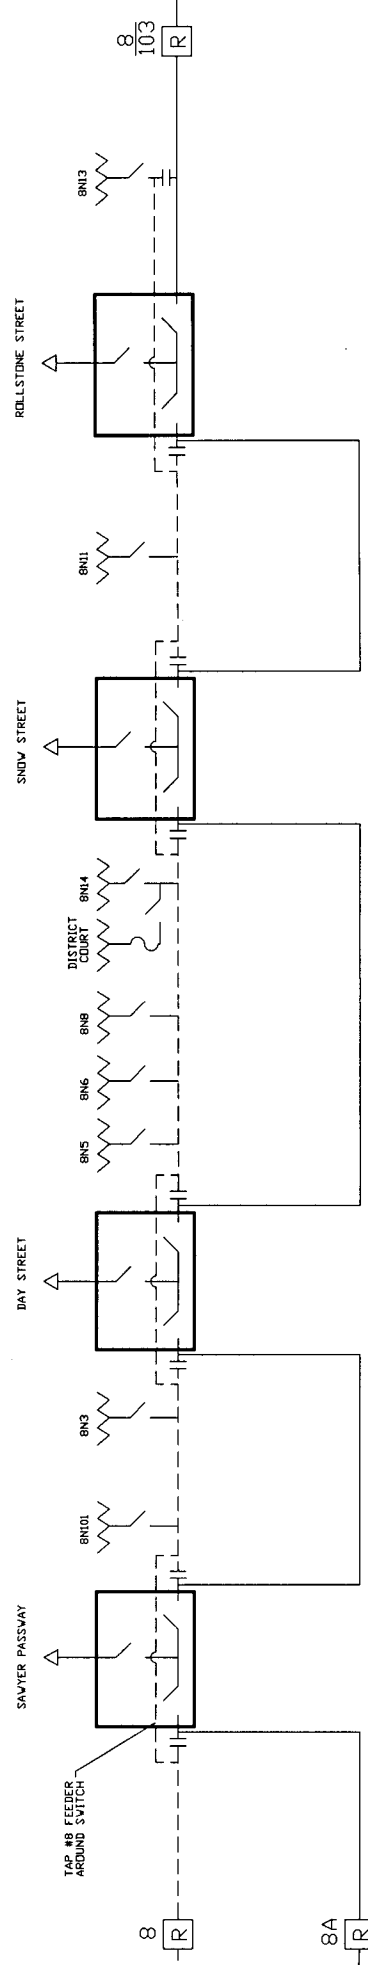 8
103
R
8N13
ROLLSTONE STREET
8N11
SNOW STREET
8N14
DISTRICT
COURT
8N8
8N6
8N5
DAY STREET
8N3
8N101
SAWYER PASSWAY
TAP #8 FEEDER
AROUND SWITCH
8
R
8A
R